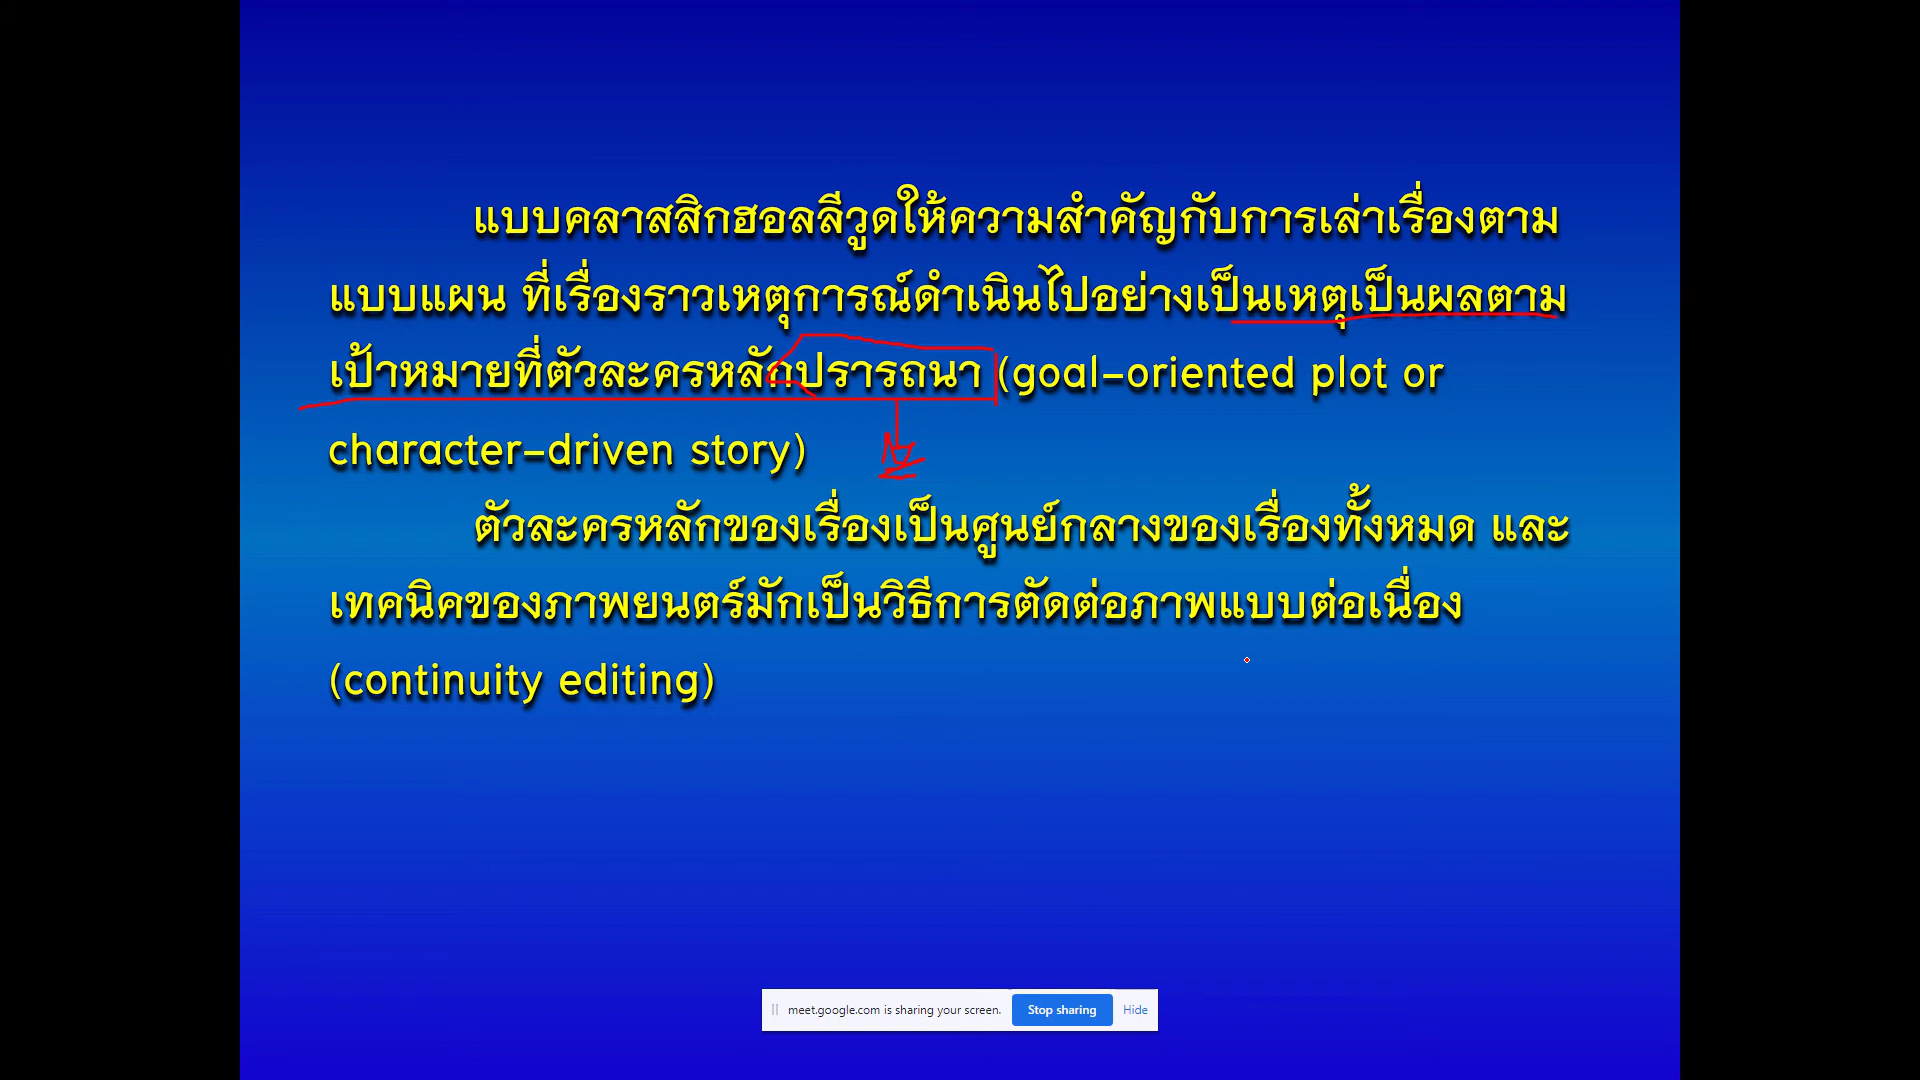 แบบคลาสสิกฮอลลีวูดให้ความสำคัญกับการเล่าเรื่องตาม
แบบแผน ที่เรื่องราวเหตุการณ์ดำเนินไปอย่างเป็นเหตุเป็นผลตาม
เป้าหมายที่ตัวละครหลักปรารถนา (goal-oriented plot or
character-driven story)
ตัวละครหลักของเรื่องเป็นศูนย์กลางของเรื่องทั้งหมด และ
เทคนิคของภาพยนตร์มักเป็นวิธีการตัดต่อภาพแบบต่อเนื่อง
(continuity editing)
meet.google.com is sharing your screen. Stop sharing Hide